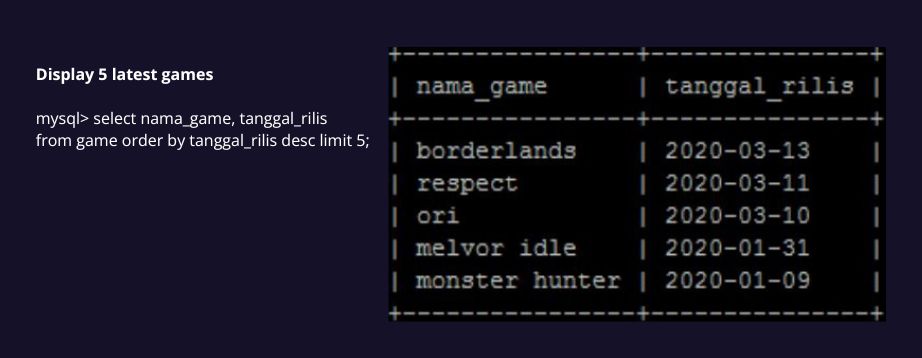 Display 5 latest games
mysql> select nama_game, tanggal_rilis
from game order by tanggal_rilis desc limit 5;
+----------------+---------------+
| nama_game      | tanggal_rilis |
+----------------+---------------+
| borderlands    | 2020-03-13    |
| respect        | 2020-03-11    |
| ori            | 2020-03-10    |
| melvor idle    | 2020-01-31    |
| monster hunter | 2020-01-09    |
+----------------+---------------+